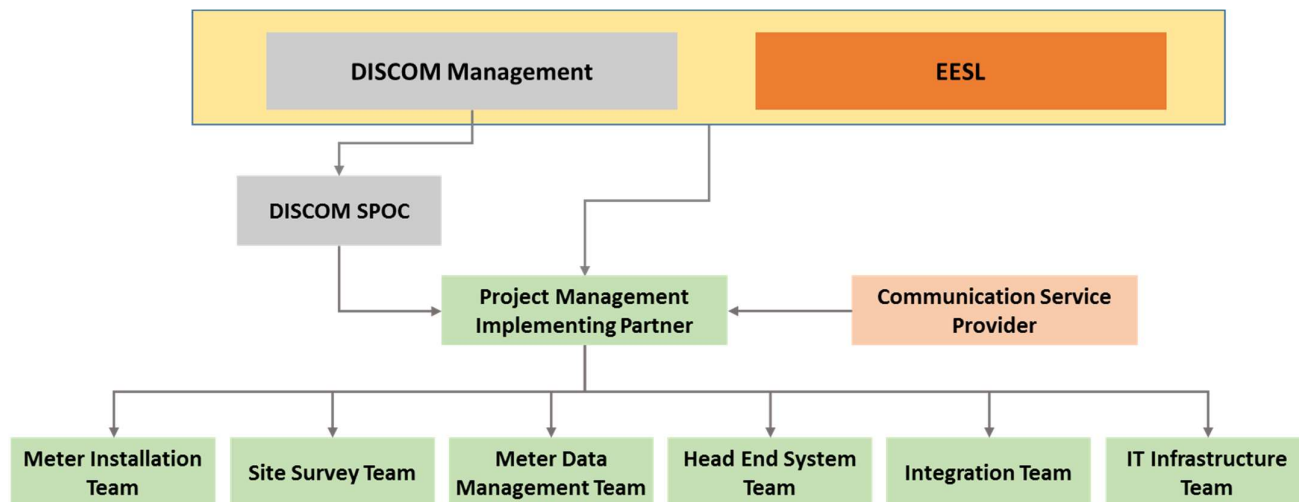 DISCOM Management
EESL
DISCOM SPOC
Project Management
Implementing Partner
Communication Service
Provider
Meter Installation
Team
Site Survey Team
Meter Data
Management Team
Head End System
Team
Integration Team
IT Infrastructure
Team